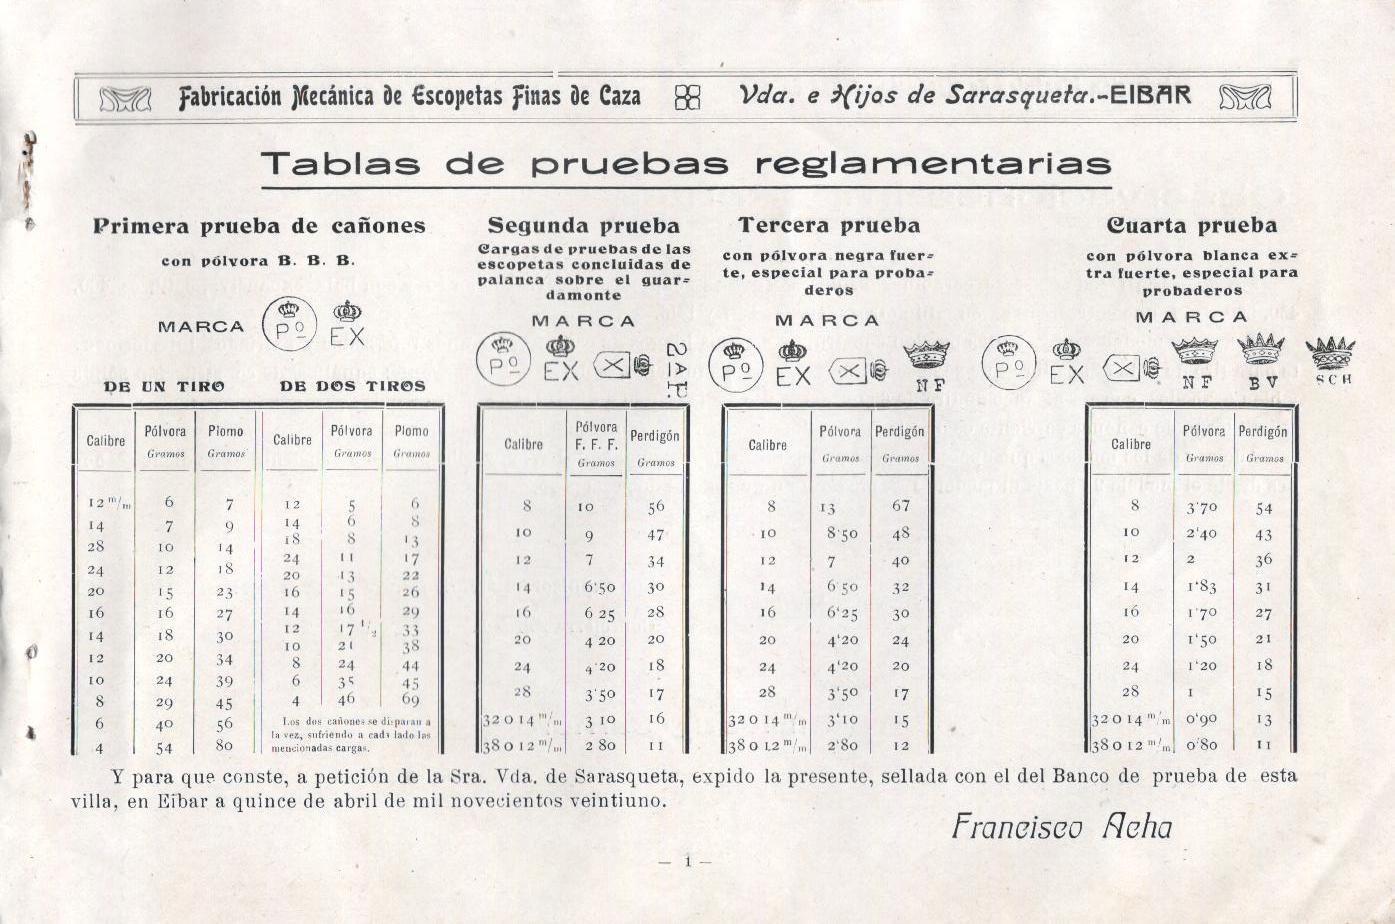 Fabricación Mecánica de Escopetas Finas de Caza Vda. e Hijos de Sarasqueta.-EIBAR
Tablas de pruebas reglamentarias
Primera prueba de cañones
con pólvora B. B. B.
MARCA Pº EX
DE UN TIRO DE DOS TIROS
Calibre Pólvora Gramos Plomo Gramos Calibre Pólvora Gramos Plomo Gramos
12 m/m 6 7 12 5 6
14 7 9 14 6 8
28 10 14 18 8 13
24 12 18 24 11 17
20 15 23 20 13 22
16 16 27 16 15 26
14 18 30 14 16 29
12 20 34 12 17 1/2 33
10 24 39 10 21 38
8 29 45 8 24 44
6 40 56 6 35 45
4 54 80 4 46 69
Los dos cañones se disparan a
la vez, sufriendo a cada lado las
mencionadas cargas.
Segunda prueba
Cargas de pruebas de las
escopetas concluidas de
palanca sobre el guar-
damonte
MARCA
Pº EX X
Calibre Pólvora F. F. F. Gramos Perdigón Gramos
8 10 56
10 9 47
12 7 34
14 6'50 30
16 6 25 28
20 4 20 20
24 4'20 18
28 3'50 17
32 o 14 m/m 3 10 16
38 o 12 m/m 2 80 11
Tercera prueba
con pólvora negra fuer-
te, especial para proba-
deros
MARCA
Pº EX X NF
Calibre Pólvora Gramos Perdigón Gramos
8 13 67
10 8'50 48
12 7 40
14 6 50 32
16 6'25 30
20 4'20 24
24 4'20 20
28 3'50 17
32 o 14 m/m 3'10 15
38 o 12 m/m 2'80 12
Cuarta prueba
con pólvora blanca ex-
tra fuerte, especial para
probaderos
MARCA
Pº EX X NF BV SCH
Calibre Pólvora Gramos Perdigón Gramos
8 3'70 54
10 2'40 43
12 2 36
14 1'83 31
16 1'70 27
20 1'50 21
24 1'20 18
28 1 15
32 o 14 m/m 0'90 13
38 o 12 m/m 0'80 11
Y para que conste, a petición de la Sra. Vda. de Sarasqueta, expido la presente, sellada con el del Banco de prueba de esta
villa, en Eibar a quince de abril de mil novecientos veintiuno.
Francisco Acha
— 1 —